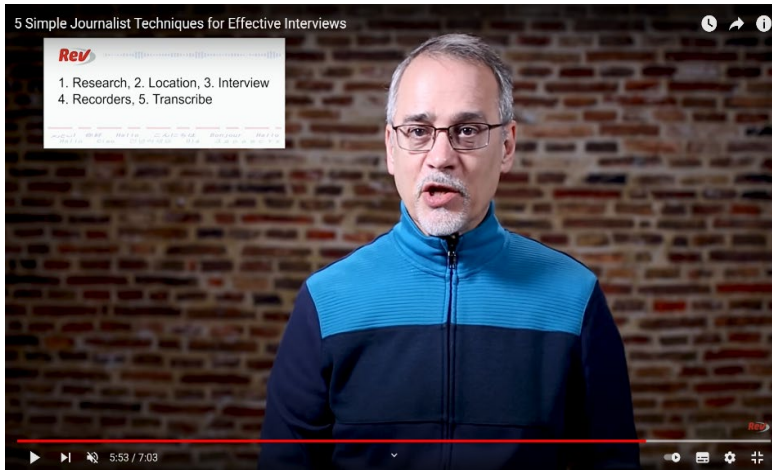 5 Simple Journalist Techniques for Effective Interviews
Rev
1. Research, 2. Location, 3. Interview
4. Recorders, 5. Transcribe
Rev
5:53 / 7:03